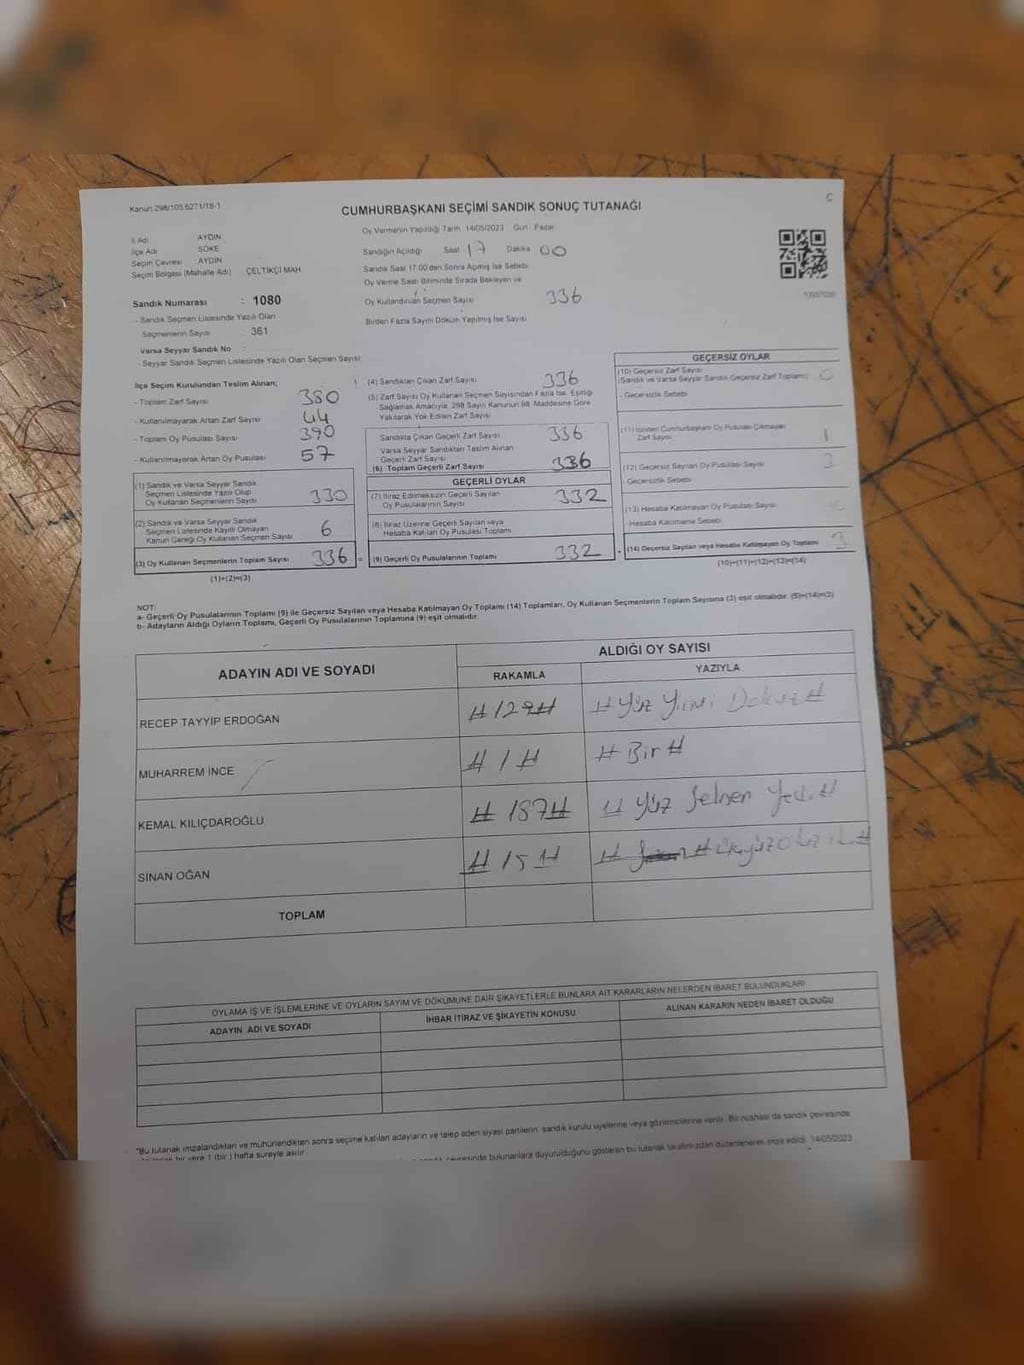 Kanun 298/105,6271/18-1
CUMHURBAŞKANI SEÇİMİ SANDIK SONUÇ TUTANAĞI
C
İl Adı AYDIN
İlçe Adı SÖKE
Seçim Çevresi AYDIN
Seçim Bölgesi (Mahalle Adı) ÇELTİKÇİ MAH.
Oy Vermenin Yapıldığı Tarih 14/05/2023 Gün Pazar
Sandığın Açıldığı Saat 17 Dakika 00
Sandık Saat 17:00'den Sonra Açılmış İse Sebebi
Oy Verme Saati Bitiminde Sırada Bekleyen ve
Oy Kullandırılan Seçmen Sayısı 336
Birden Fazla Sayım Döküm Yapılmış İse Sayısı
Sandık Numarası : 1080
- Sandık Seçmen Listesinde Yazılı Olan
Seçmenlerin Sayısı : 361
Varsa Seyyar Sandık No
- Seyyar Sandık Seçmen Listesinde Yazılı Olan Seçmen Sayısı
İlçe Seçim Kurulundan Teslim Alınan;
- Toplam Zarf Sayısı 380
- Kullanılmayarak Artan Zarf Sayısı 44
- Toplam Oy Pusulası Sayısı 390
- Kullanılmayarak Artan Oy Pusulası 57
(1) Sandık ve Varsa Seyyar Sandık
Seçmen Listesinde Yazılı Olup
Oy Kullanan Seçmenlerin Sayısı 330
(2) Sandık ve Varsa Seyyar Sandık
Seçmen Listesinde Kayıtlı Olmayan
Kanun Gereği Oy Kullanan Seçmen Sayısı 6
(3) Oy Kullanan Seçmenlerin Toplam Sayısı 336 =
(1)+(2)=(3)
(4) Sandıktan Çıkan Zarf Sayısı 336
(5) Zarf Sayısı Oy Kullanan Seçmen Sayısından Fazla İse, Eşitliği
Sağlamak Amacıyla, 298 Sayılı Kanunun 98. Maddesine Göre
Yakılarak Yok Edilen Zarf Sayısı
Sandıkta Çıkan Geçerli Zarf Sayısı 336
Varsa Seyyar Sandıktan Teslim Alınan
Geçerli Zarf Sayısı
(6) Toplam Geçerli Zarf Sayısı 336
GEÇERLİ OYLAR
(7) İtiraz Edilmeksizin Geçerli Sayılan
Oy Pusulalarının Sayısı 332
(8) İtiraz Üzerine Geçerli Sayılan veya
Hesaba Katılan Oy Pusulası Toplamı
(9) Geçerli Oy Pusulalarının Toplamı 332 +
GEÇERSİZ OYLAR
(10) Geçersiz Zarf Sayısı
(Sandık ve Varsa Seyyar Sandık Geçersiz Zarf Toplamı)
- Geçersizlik Sebebi
Zarf Sayısı 1
(12) Geçersiz Sayılan Oy Pusulası Sayısı 3
Geçersizlik Sebebi
(13) Hesaba Katılmayan Oy Pusulası Sayısı
Hesaba Katılmama Sebebi
(14) Geçersiz Sayılan veya Hesaba Katılmayan Oy Toplamı 3
(10)+(11)+(12)+(13)=(14)
NOT:
a- Geçerli Oy Pusulalarının Toplamı (9) ile Geçersiz Sayılan veya Hesaba Katılmayan Oy Toplamı (14) Toplamları, Oy Kullanan Seçmenlerin Toplam Sayısına (3) eşit olmalıdır. (9)+(14)=(3)
b- Adayların Aldığı Oyların Toplamı, Geçerli Oy Pusulalarının Toplamına (9) eşit olmalıdır.
ADAYIN ADI VE SOYADI
ALDIĞI OY SAYISI
RAKAMLA YAZIYLA
RECEP TAYYİP ERDOĞAN #129# #Yüz Yirmi Dokuz#
MUHARREM İNCE #1# #Bir#
KEMAL KILIÇDAROĞLU #187# #Yüz Seksen Yedi#
SİNAN OĞAN #15#
TOPLAM
OYLAMA İŞ VE İŞLEMLERİNE VE OYLARIN SAYIM VE DÖKÜMÜNE DAİR ŞİKAYETLERLE BUNLARA AİT KARARLARIN NELERDEN İBARET BULUNDUKLARI
ADAYIN ADI VE SOYADI İHBAR İTİRAZ VE ŞİKAYETİN KONUSU ALINAN KARARIN NEDEN İBARET OLDUĞU
"Bu tutanak imzalandıktan ve mühürlendikten sonra seçime katılan adayların ve talep eden siyasi partilerin sandık kurulu üyelerine veya gözlemcilerine verilir. Bir nüshası da sandık çevresinde
bir yere 1 (bir) hafta süreyle asılır. çevresinde bulunanlara duyurulduğunu gösteren bu tutanak tarafımızdan düzenlenerek imza edildi. 14/05/2023